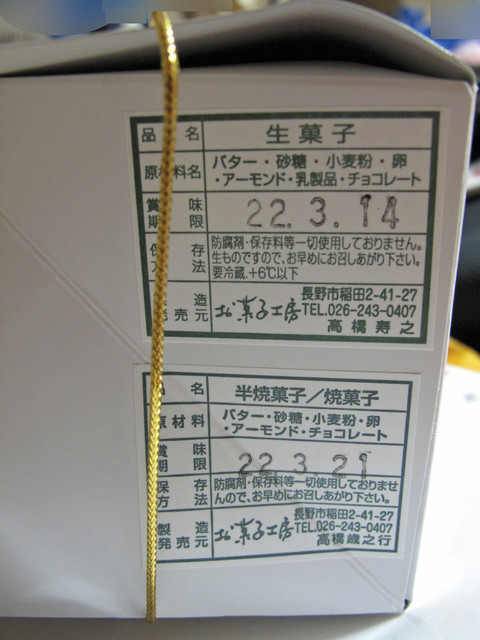 品名 生菓子
原材料名 バター・砂糖・小麦粉・卵
・アーモンド・乳製品・チョコレート
賞味期限 22.3.14
保存方法 防腐剤・保存料等一切使用しておりません。
生ものですので、お早めにお召しあがり下さい。
要冷蔵.+6℃以下
製造発売元 菓子工房 長野市稲田2-41-27
TEL.026-243-0407
高橋寿之
品名 半焼菓子／焼菓子
原材料 バター・砂糖・小麦粉・卵
・アーモンド・チョコレート
賞味期限 22 3 21
保存方法 防腐剤・保存料等一切使用しておりませ
んので、お早めにお召しあがり下さい。
製造発売元 菓子工房 長野市稲田2-41-27
TEL.026-243-0407
高橋歳之行